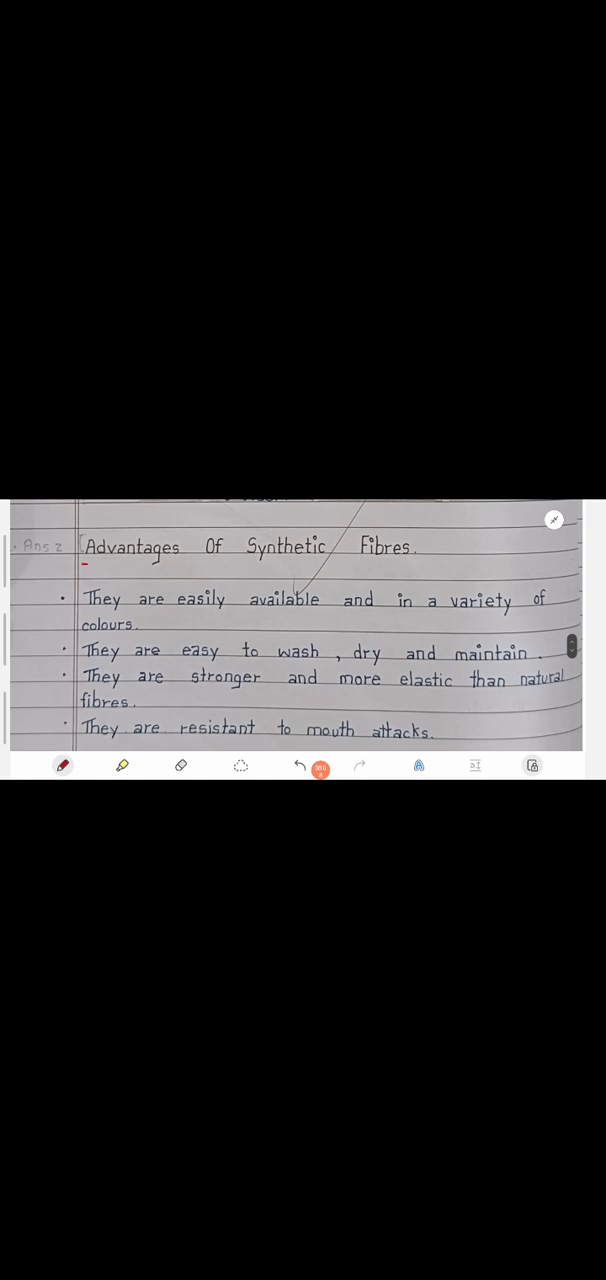 Ans 2 [Advantages Of Synthetic Fibres.
• They are easily available and in a variety of
colours.
• They are easy to wash, dry and maintain.
• They are stronger and more elastic than natural
fibres.
• They are resistant to mouth attacks.